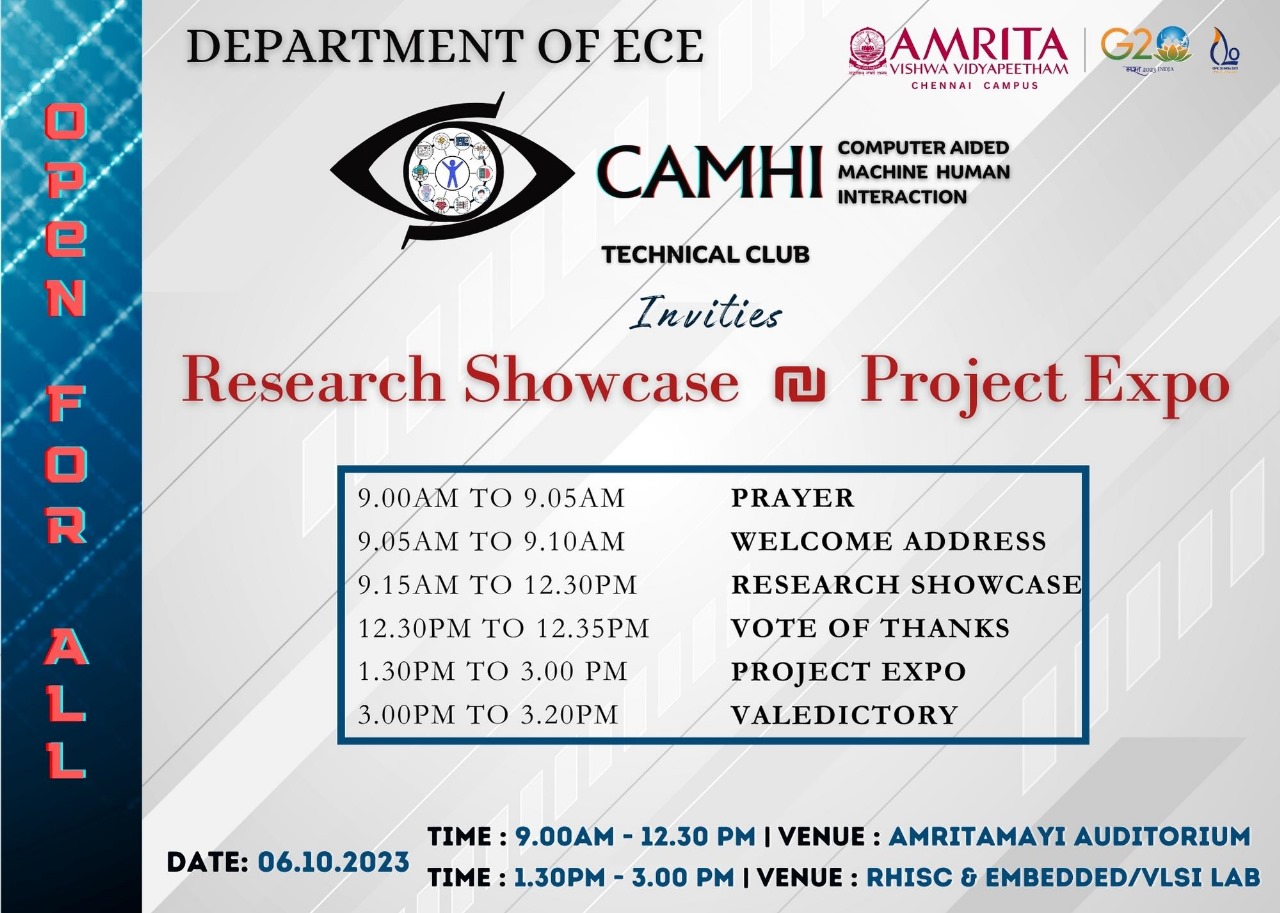 DEPARTMENT OF ECE
AMRITA
VISHWA VIDYAPEETHAM
CHENNAI CAMPUS
G20
2023 INDIA
OPEN FOR ALL
CAMHI
COMPUTER AIDED
MACHINE HUMAN
INTERACTION
TECHNICAL CLUB
Invities
Research Showcase Project Expo
9.00AM TO 9.05AM PRAYER
9.05AM TO 9.10AM WELCOME ADDRESS
9.15AM TO 12.30PM RESEARCH SHOWCASE
12.30PM TO 12.35PM VOTE OF THANKS
1.30PM TO 3.00 PM PROJECT EXPO
3.00PM TO 3.20PM VALEDICTORY
DATE: 06.10.2023
TIME : 9.00AM - 12.30 PM | VENUE : AMRITAMAYI AUDITORIUM
TIME : 1.30PM - 3.00 PM | VENUE : RHISC & EMBEDDED/VLSI LAB